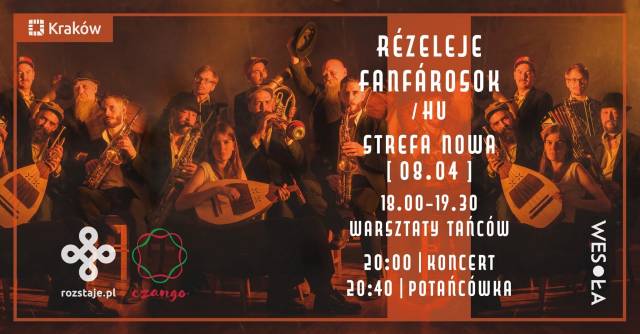 Kraków
RÉZELEJE
FANFÁROSOK
/HU
STREFA NOWA
[ 08.04 ]
18.00-19.30
WARSZTATY TAŃCÓW
20:00 | KONCERT
20:40 | POTAŃCÓWKA
WESOŁA
rozstaje.pl
czango